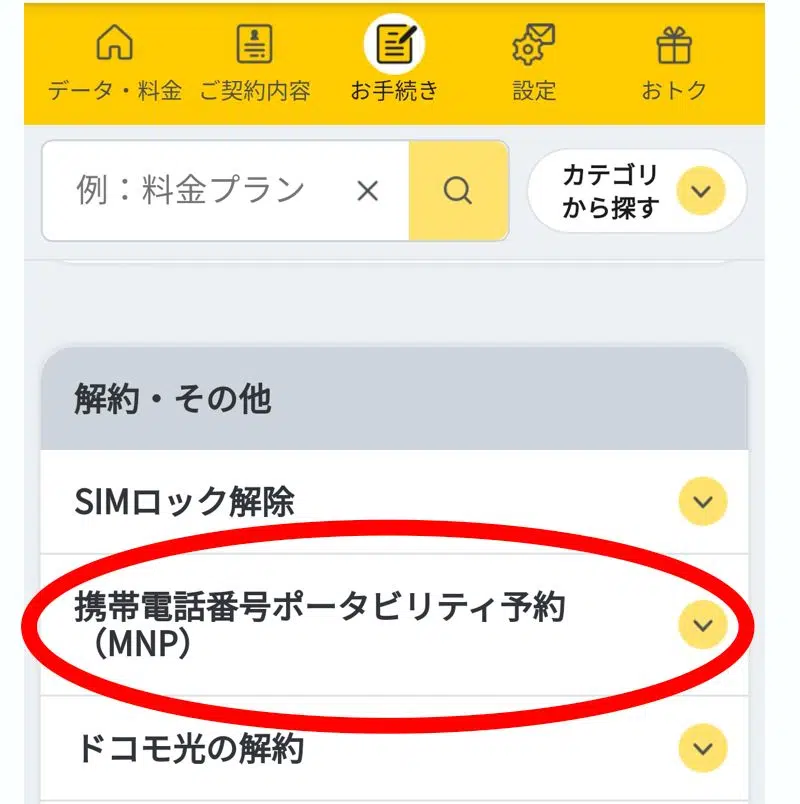 データ・料金 ご契約内容 お手続き 設定 おトク
例：料金プラン
カテゴリ
から探す
解約・その他
SIMロック解除
携帯電話番号ポータビリティ予約
（MNP）
ドコモ光の解約